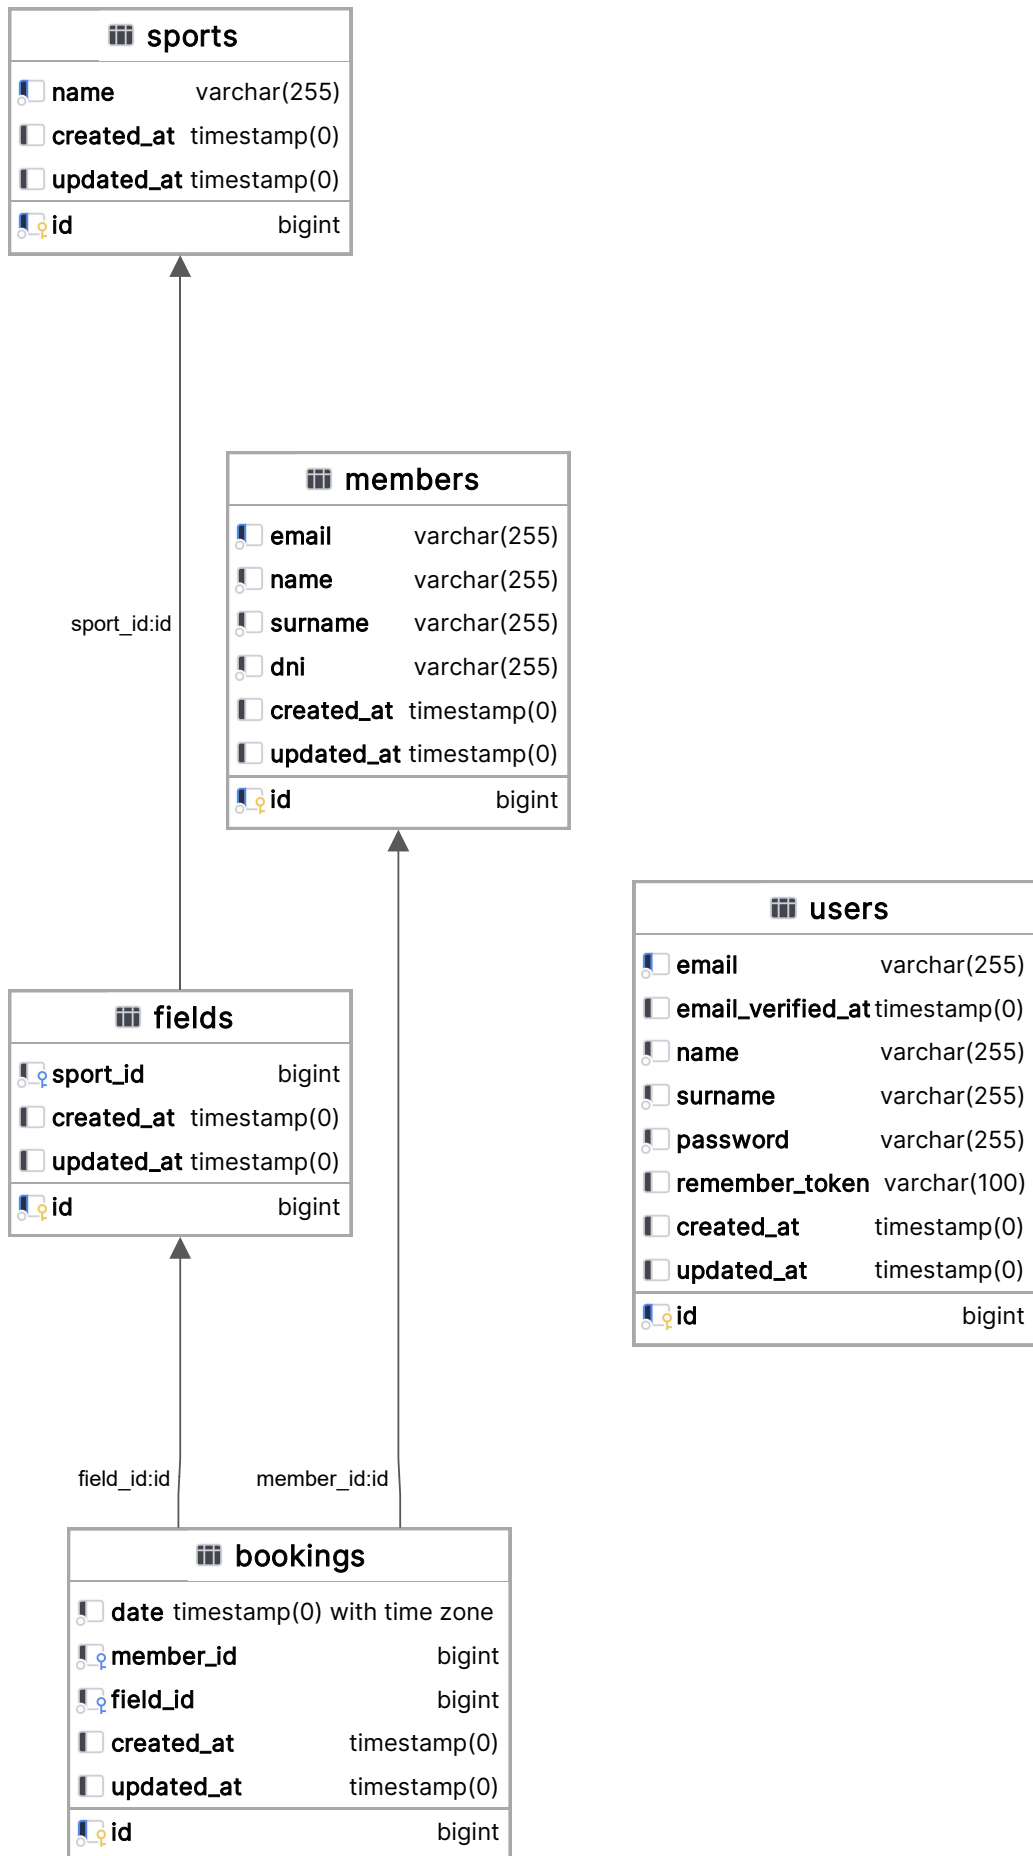 sports
name varchar(255)
created_at timestamp(0)
updated_at timestamp(0)
id bigint
members
email varchar(255)
name varchar(255)
surname varchar(255)
dni varchar(255)
created_at timestamp(0)
updated_at timestamp(0)
id bigint
sport_id:id
users
email varchar(255)
email_verified_at timestamp(0)
name varchar(255)
surname varchar(255)
password varchar(255)
remember_token varchar(100)
created_at timestamp(0)
updated_at timestamp(0)
id bigint
fields
sport_id bigint
created_at timestamp(0)
updated_at timestamp(0)
id bigint
field_id:id
member_id:id
bookings
date timestamp(0) with time zone
member_id bigint
field_id bigint
created_at timestamp(0)
updated_at timestamp(0)
id bigint